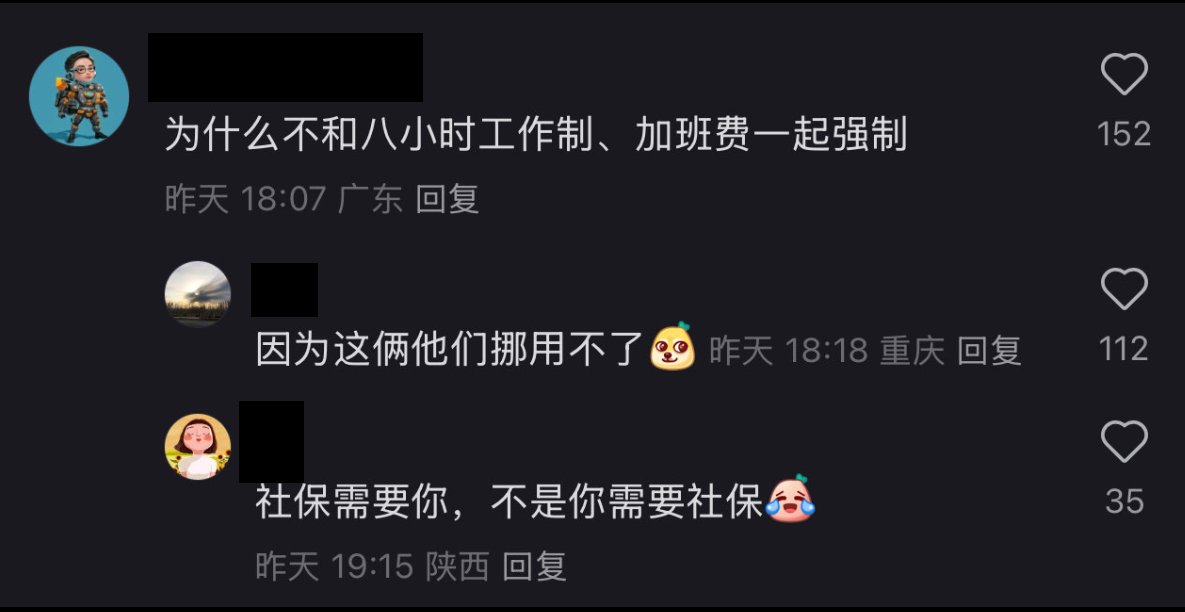 为什么不和八小时工作制、加班费一起强制
152
昨天 18:07 广东 回复
因为这俩他们挪用不了 昨天 18:18 重庆 回复
112
社保需要你，不是你需要社保
35
昨天 19:15 陕西 回复